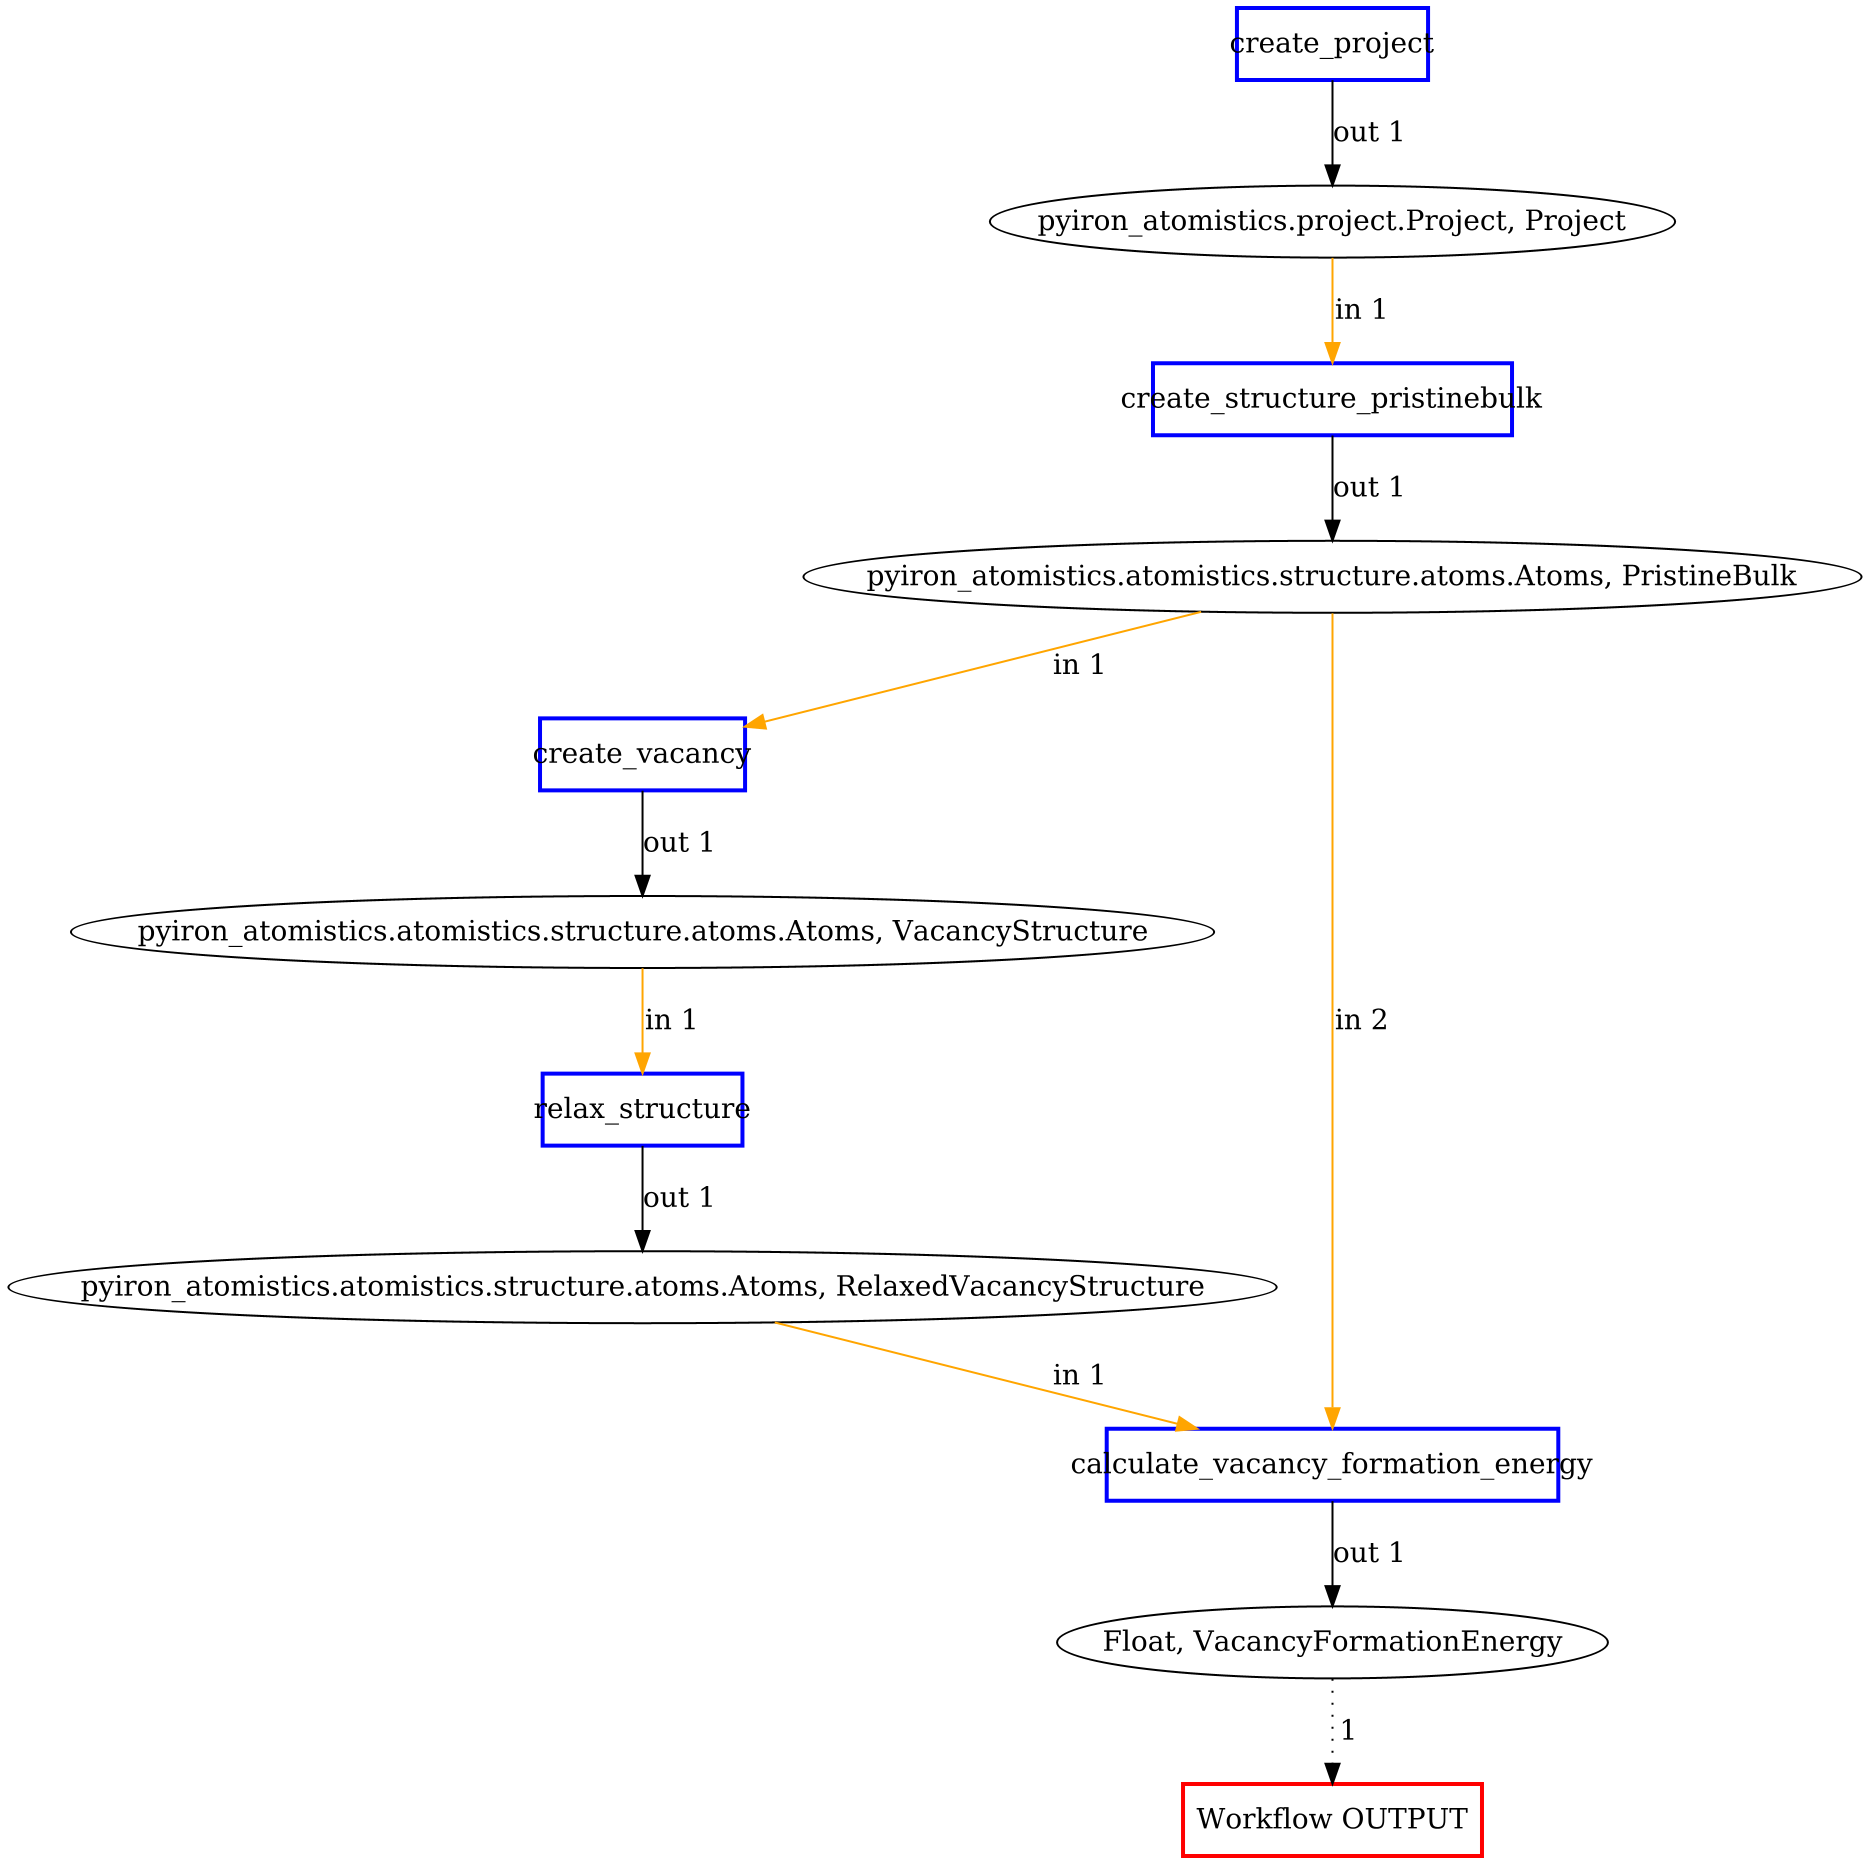 create_project
out 1
pyiron_atomistics.project.Project, Project
in 1
create_structure_pristinebulk
out 1
pyiron_atomistics.atomistics.structure.atoms.Atoms, PristineBulk
in 1
create_vacancy
out 1
pyiron_atomistics.atomistics.structure.atoms.Atoms, VacancyStructure
in 1
in 2
relax_structure
out 1
pyiron_atomistics.atomistics.structure.atoms.Atoms, RelaxedVacancyStructure
in 1
calculate_vacancy_formation_energy
out 1
Float, VacancyFormationEnergy
1
Workflow OUTPUT